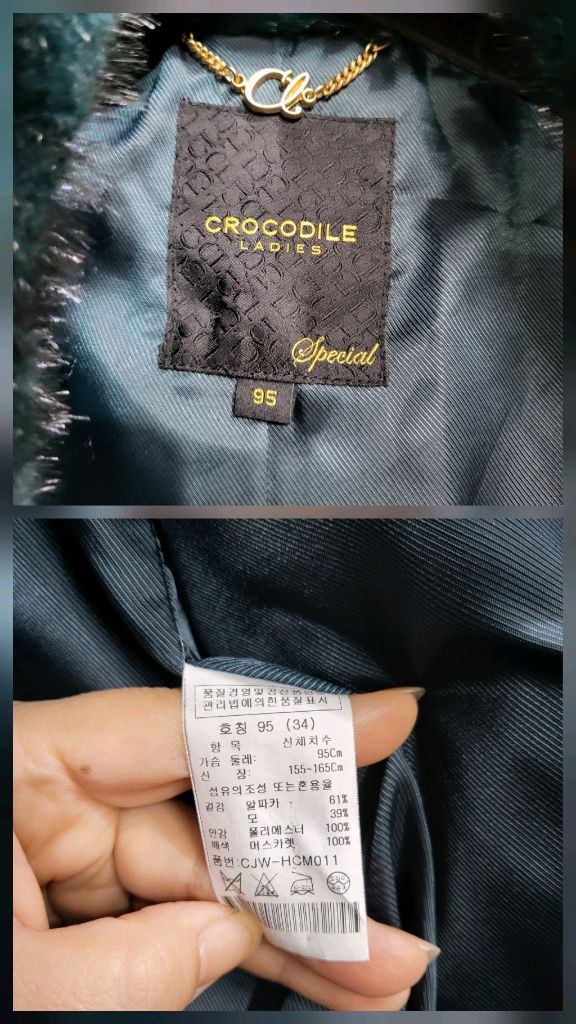 Cl
CROCODILE
LADIES
Special
95
품질경영및공산품안전
관리법에의한품질표시
호칭 95 (34)
항 목 신체치수
가슴 둘레: 95Cm
신 장: 155~165Cm
섬유의조성 또는혼용율
겉감 알파카 - 61%
모 39%
안감 폴리에스터 100%
배색 머스카렛 100%
품번:CJW-HCM011